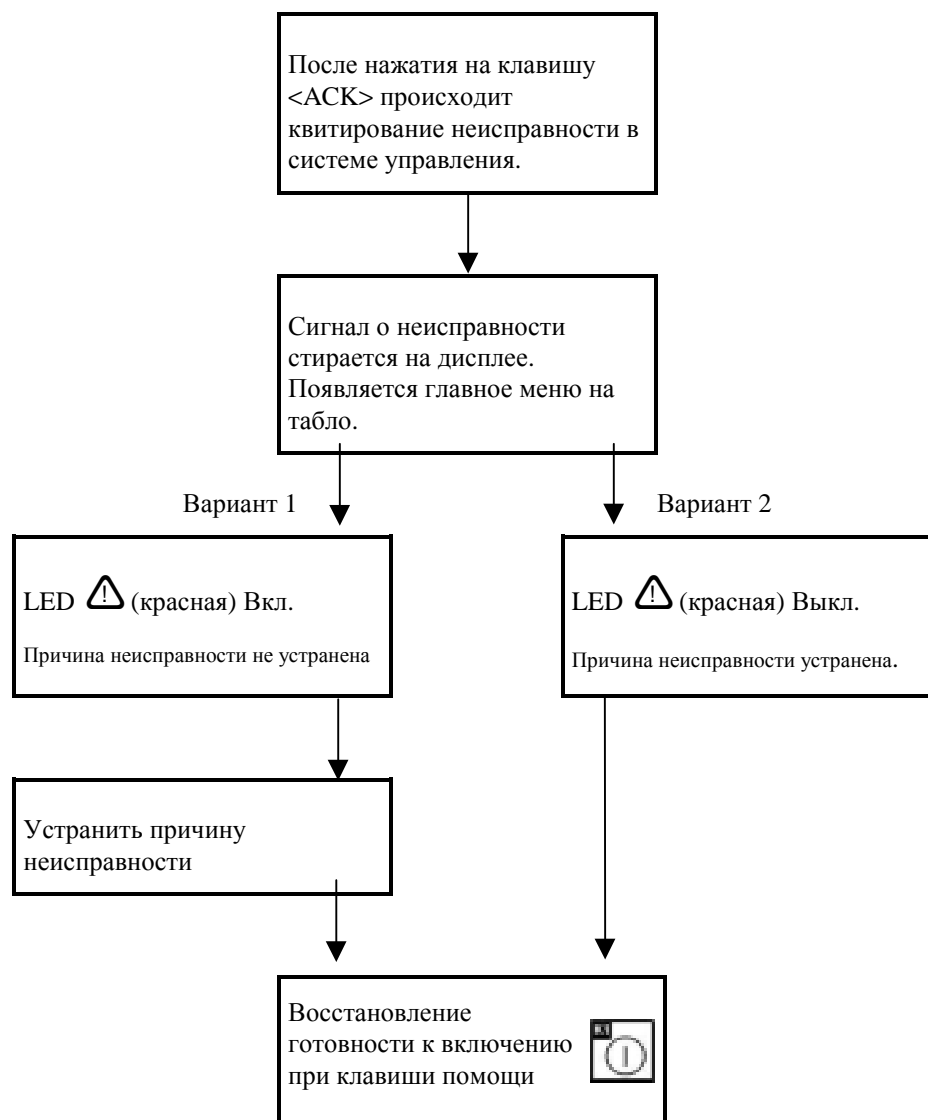 После нажатия на клавишу
<ACK> происходит
квитирование неисправности в
системе управления.
Сигнал о неисправности
стирается на дисплее.
Появляется главное меню на
табло.
Вариант 1
Вариант 2
LED (красная) Вкл.
Причина неисправности не устранена
LED (красная) Выкл.
Причина неисправности устранена.
Устранить причину
неисправности
Восстановление
готовности к включению
при клавиши помощи